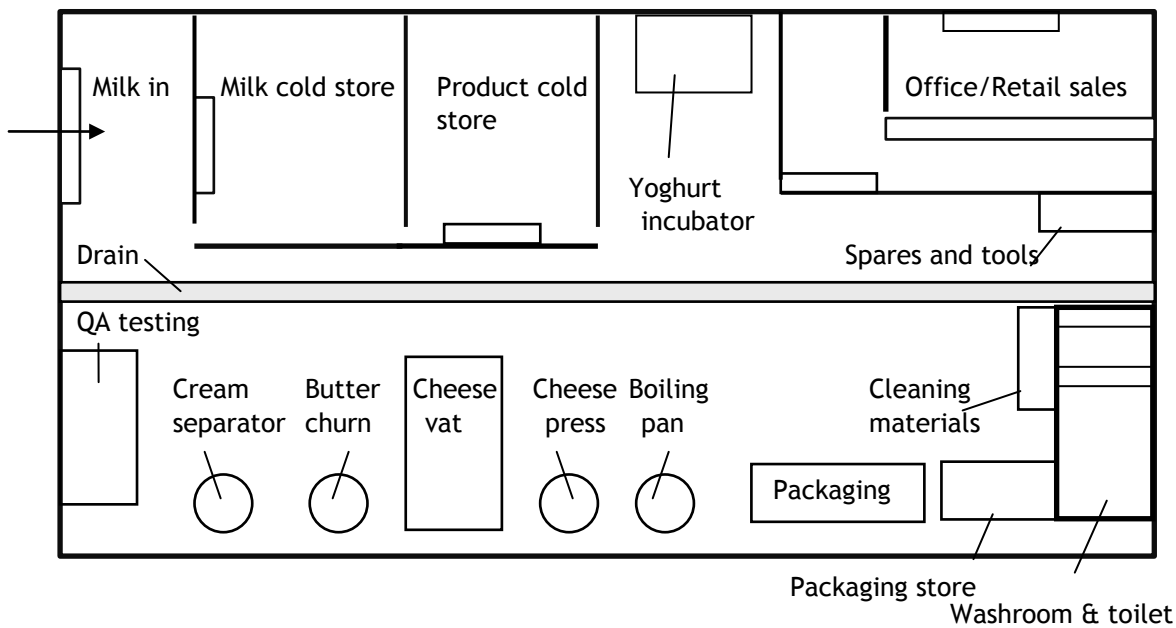 Milk in
Milk cold store
Product cold
store
Office/Retail sales
Yoghurt
incubator
Drain
Spares and tools
QA testing
Cream
separator
Butter
churn
Cheese
vat
Cheese
press
Boiling
pan
Cleaning
materials
Packaging
Packaging store
Washroom & toilet